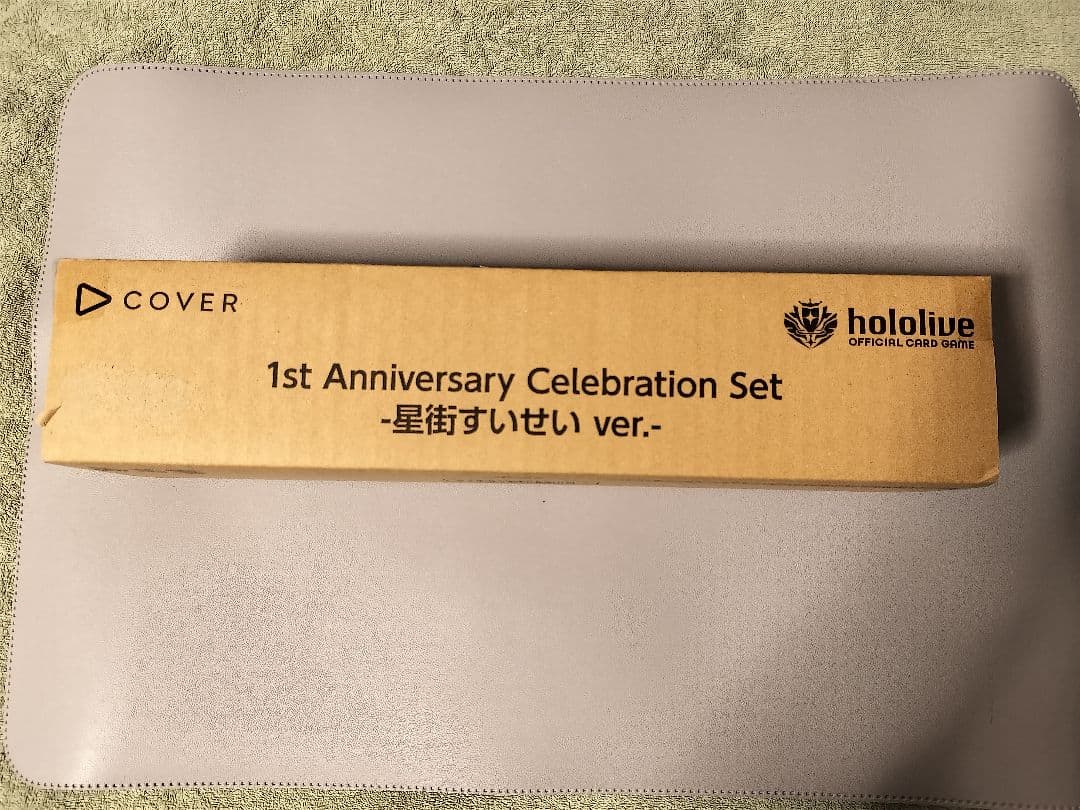 COVER
hololive
OFFICIAL CARD GAME
1st Anniversary Celebration Set
-星街すいせい ver.-